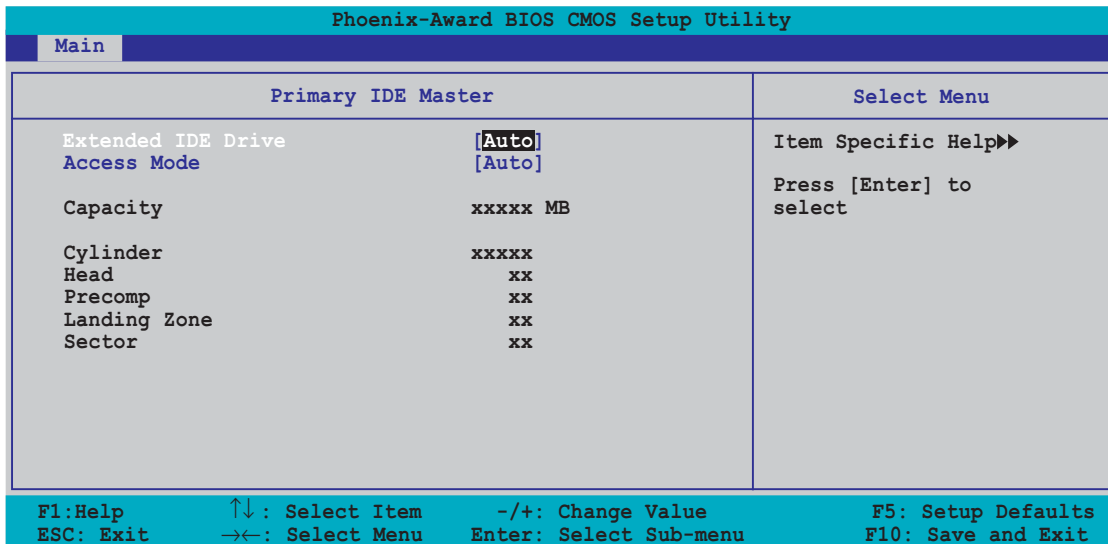 Phoenix-Award BIOS CMOS Setup Utility
Main
Primary IDE Master
Select Menu
Extended IDE Drive [Auto]
Access Mode [Auto]
Capacity xxxxx MB
Cylinder xxxxx
Head xx
Precomp xx
Landing Zone xx
Sector xx
Item Specific Help▶▶
Press [Enter] to
select
F1:Help ↑↓: Select Item -/+: Change Value F5: Setup Defaults
ESC: Exit →←: Select Menu Enter: Select Sub-menu F10: Save and Exit